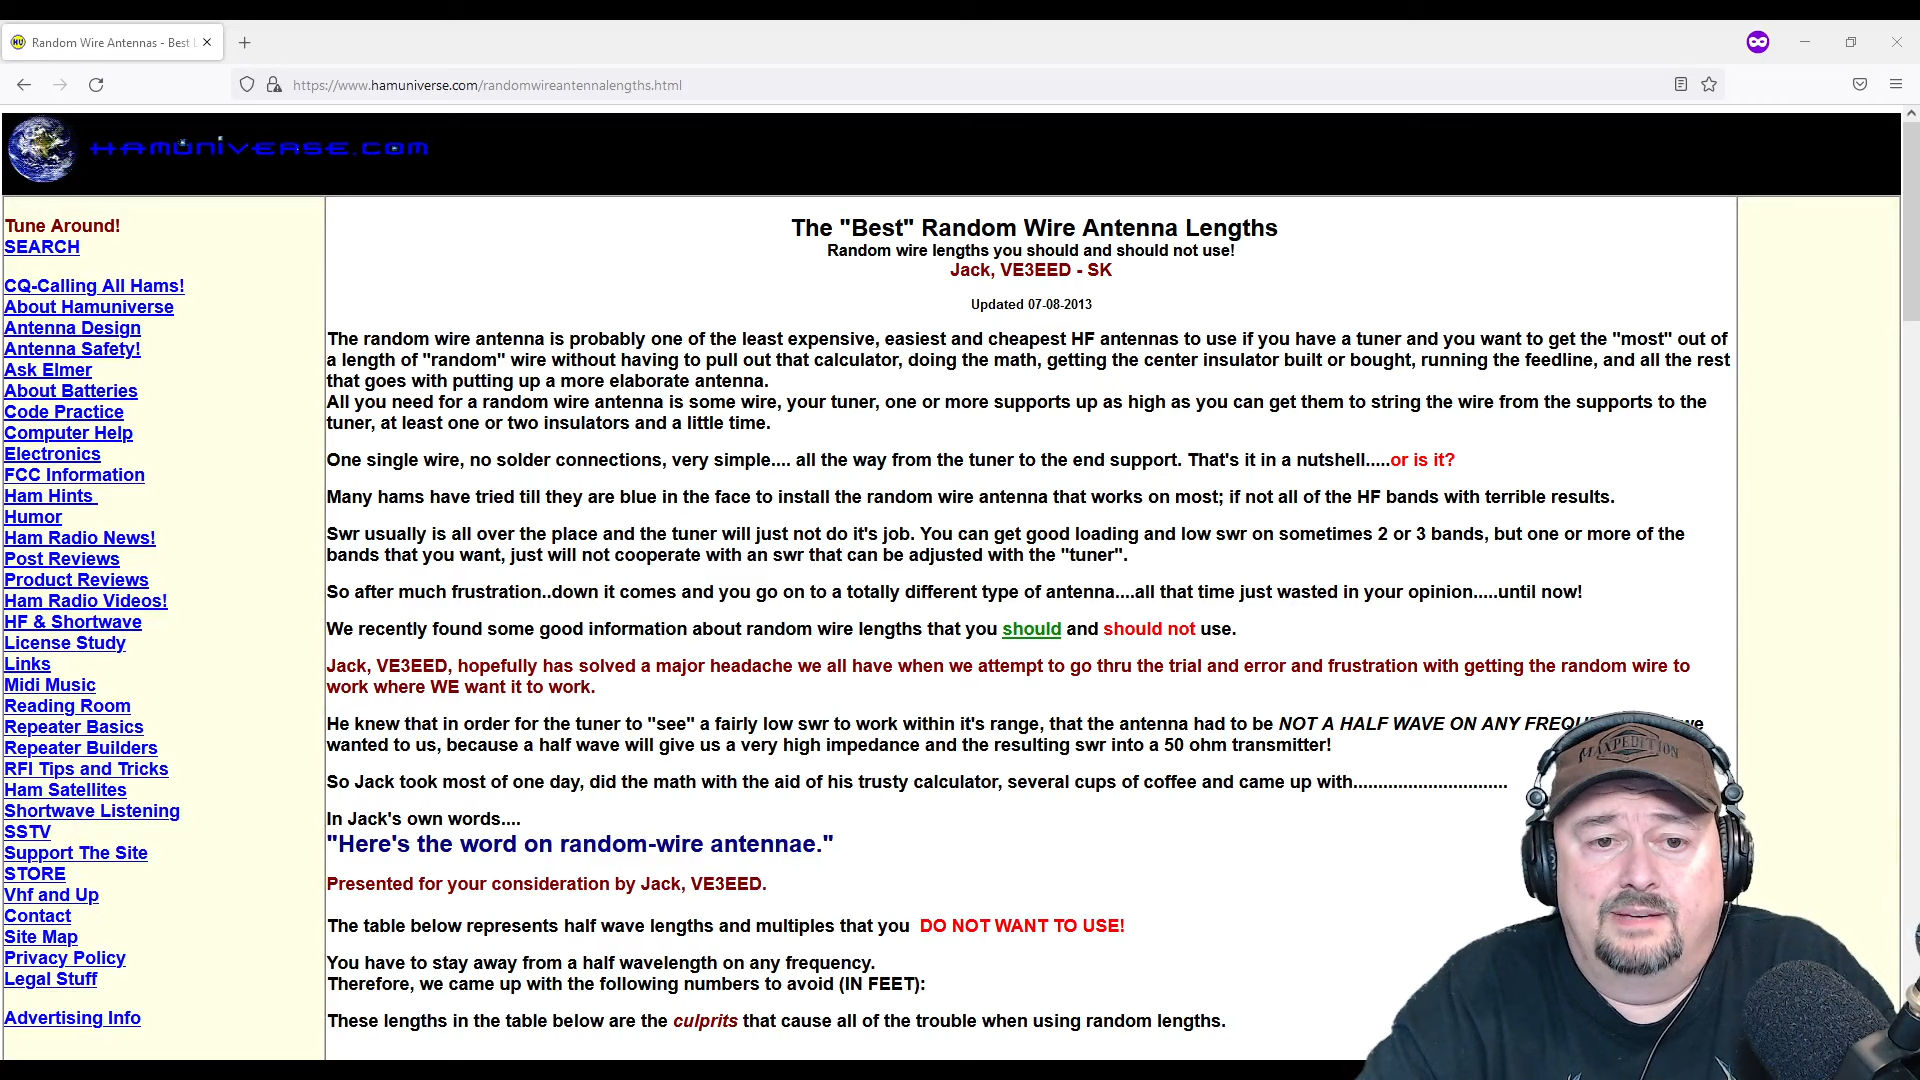 Random Wire Antennas - Best L
https://www.hamuniverse.com/randomwireantennalengths.html
HAMUNIVERSE.COM
Tune Around!
SEARCH
CQ-Calling All Hams!
About Hamuniverse
Antenna Design
Antenna Safety!
Ask Elmer
About Batteries
Code Practice
Computer Help
Electronics
FCC Information
Ham Hints
Humor
Ham Radio News!
Post Reviews
Product Reviews
Ham Radio Videos!
HF & Shortwave
License Study
Links
Midi Music
Reading Room
Repeater Basics
Repeater Builders
RFI Tips and Tricks
Ham Satellites
Shortwave Listening
SSTV
Support The Site
STORE
Vhf and Up
Contact
Site Map
Privacy Policy
Legal Stuff
Advertising Info
The "Best" Random Wire Antenna Lengths
Random wire lengths you should and should not use!
Jack, VE3EED - SK
Updated 07-08-2013
The random wire antenna is probably one of the least expensive, easiest and cheapest HF antennas to use if you have a tuner and you want to get the "most" out of
a length of "random" wire without having to pull out that calculator, doing the math, getting the center insulator built or bought, running the feedline, and all the rest
that goes with putting up a more elaborate antenna.
All you need for a random wire antenna is some wire, your tuner, one or more supports up as high as you can get them to string the wire from the supports to the
tuner, at least one or two insulators and a little time.
One single wire, no solder connections, very simple.... all the way from the tuner to the end support. That's it in a nutshell.....or is it?
Many hams have tried till they are blue in the face to install the random wire antenna that works on most; if not all of the HF bands with terrible results.
Swr usually is all over the place and the tuner will just not do it's job. You can get good loading and low swr on sometimes 2 or 3 bands, but one or more of the
bands that you want, just will not cooperate with an swr that can be adjusted with the "tuner".
So after much frustration..down it comes and you go on to a totally different type of antenna....all that time just wasted in your opinion.....until now!
We recently found some good information about random wire lengths that you should and should not use.
Jack, VE3EED, hopefully has solved a major headache we all have when we attempt to go thru the trial and error and frustration with getting the random wire to
work where WE want it to work.
He knew that in order for the tuner to "see" a fairly low swr to work within it's range, that the antenna had to be NOT A HALF WAVE ON ANY FREQU we
wanted to us, because a half wave will give us a very high impedance and the resulting swr into a 50 ohm transmitter!
So Jack took most of one day, did the math with the aid of his trusty calculator, several cups of coffee and came up with...............................
In Jack's own words....
"Here's the word on random-wire antennae."
Presented for your consideration by Jack, VE3EED.
The table below represents half wave lengths and multiples that you DO NOT WANT TO USE!
You have to stay away from a half wavelength on any frequency.
Therefore, we came up with the following numbers to avoid (IN FEET):
These lengths in the table below are the culprits that cause all of the trouble when using random lengths.
MAXPEDITION